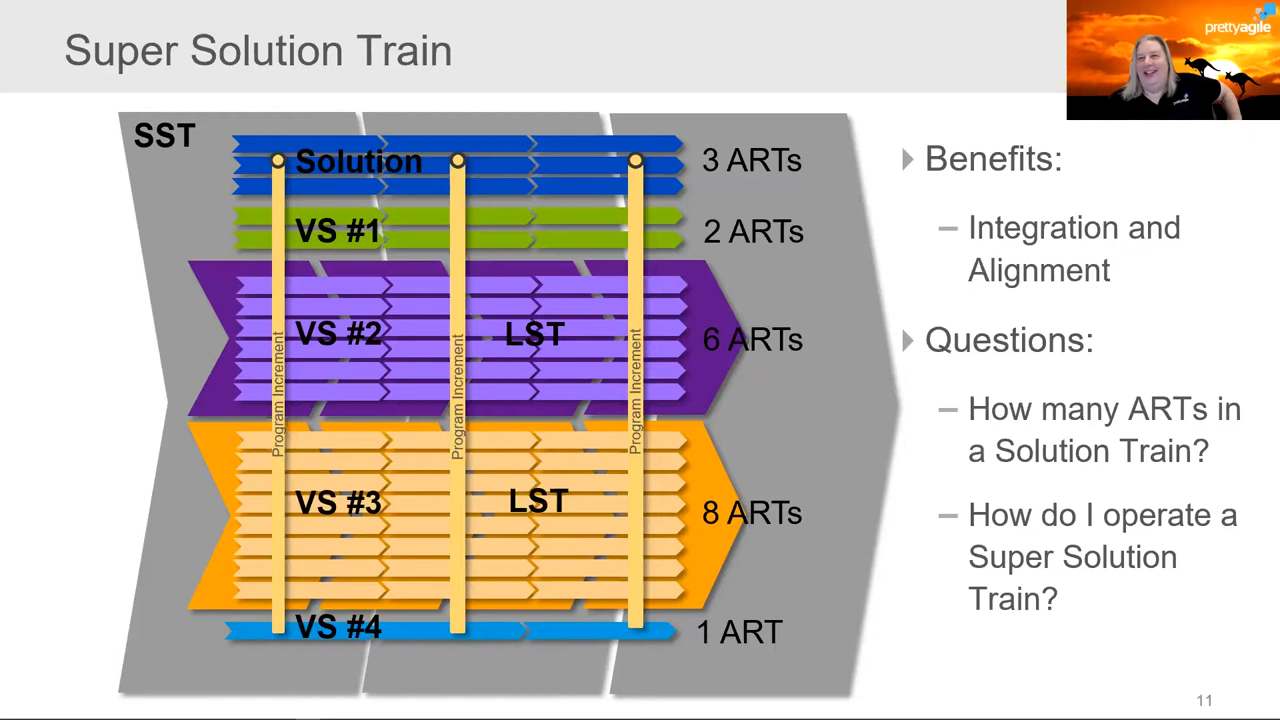 Super Solution Train
prettyagile
SST
Solution
3 ARTs
VS #1
2 ARTs
VS #2
LST
6 ARTs
VS #3
LST
8 ARTs
VS #4
1 ART
Program Increment
Program Increment
Program Increment
Benefits:
– Integration and
Alignment
Questions:
– How many ARTs in
a Solution Train?
– How do I operate a
Super Solution
Train?
11